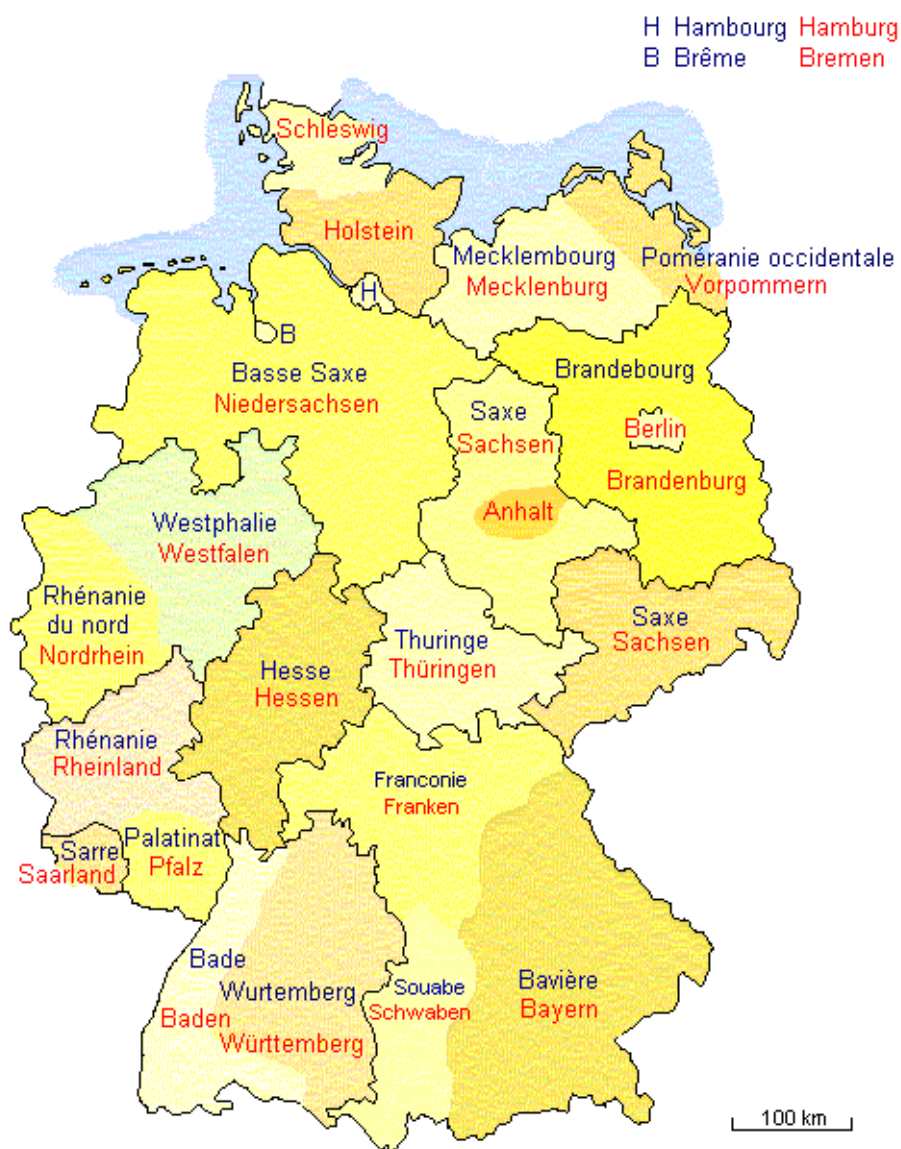 H Hambourg Hamburg
B Brême Bremen
Schleswig
Holstein
Mecklembourg
Mecklenburg
Poméranie occidentale
Vorpommern
H
B
Basse Saxe
Niedersachsen
Brandebourg
Berlin
Brandenburg
Saxe
Sachsen
Anhalt
Westphalie
Westfalen
Rhénanie
du nord
Nordrhein
Hesse
Hessen
Thuringe
Thüringen
Saxe
Sachsen
Rhénanie
Rheinland
Franconie
Franken
Sarre
Saarland
Palatinat
Pfalz
Bade
Baden
Wurtemberg
Württemberg
Souabe
Schwaben
Bavière
Bayern
100 km